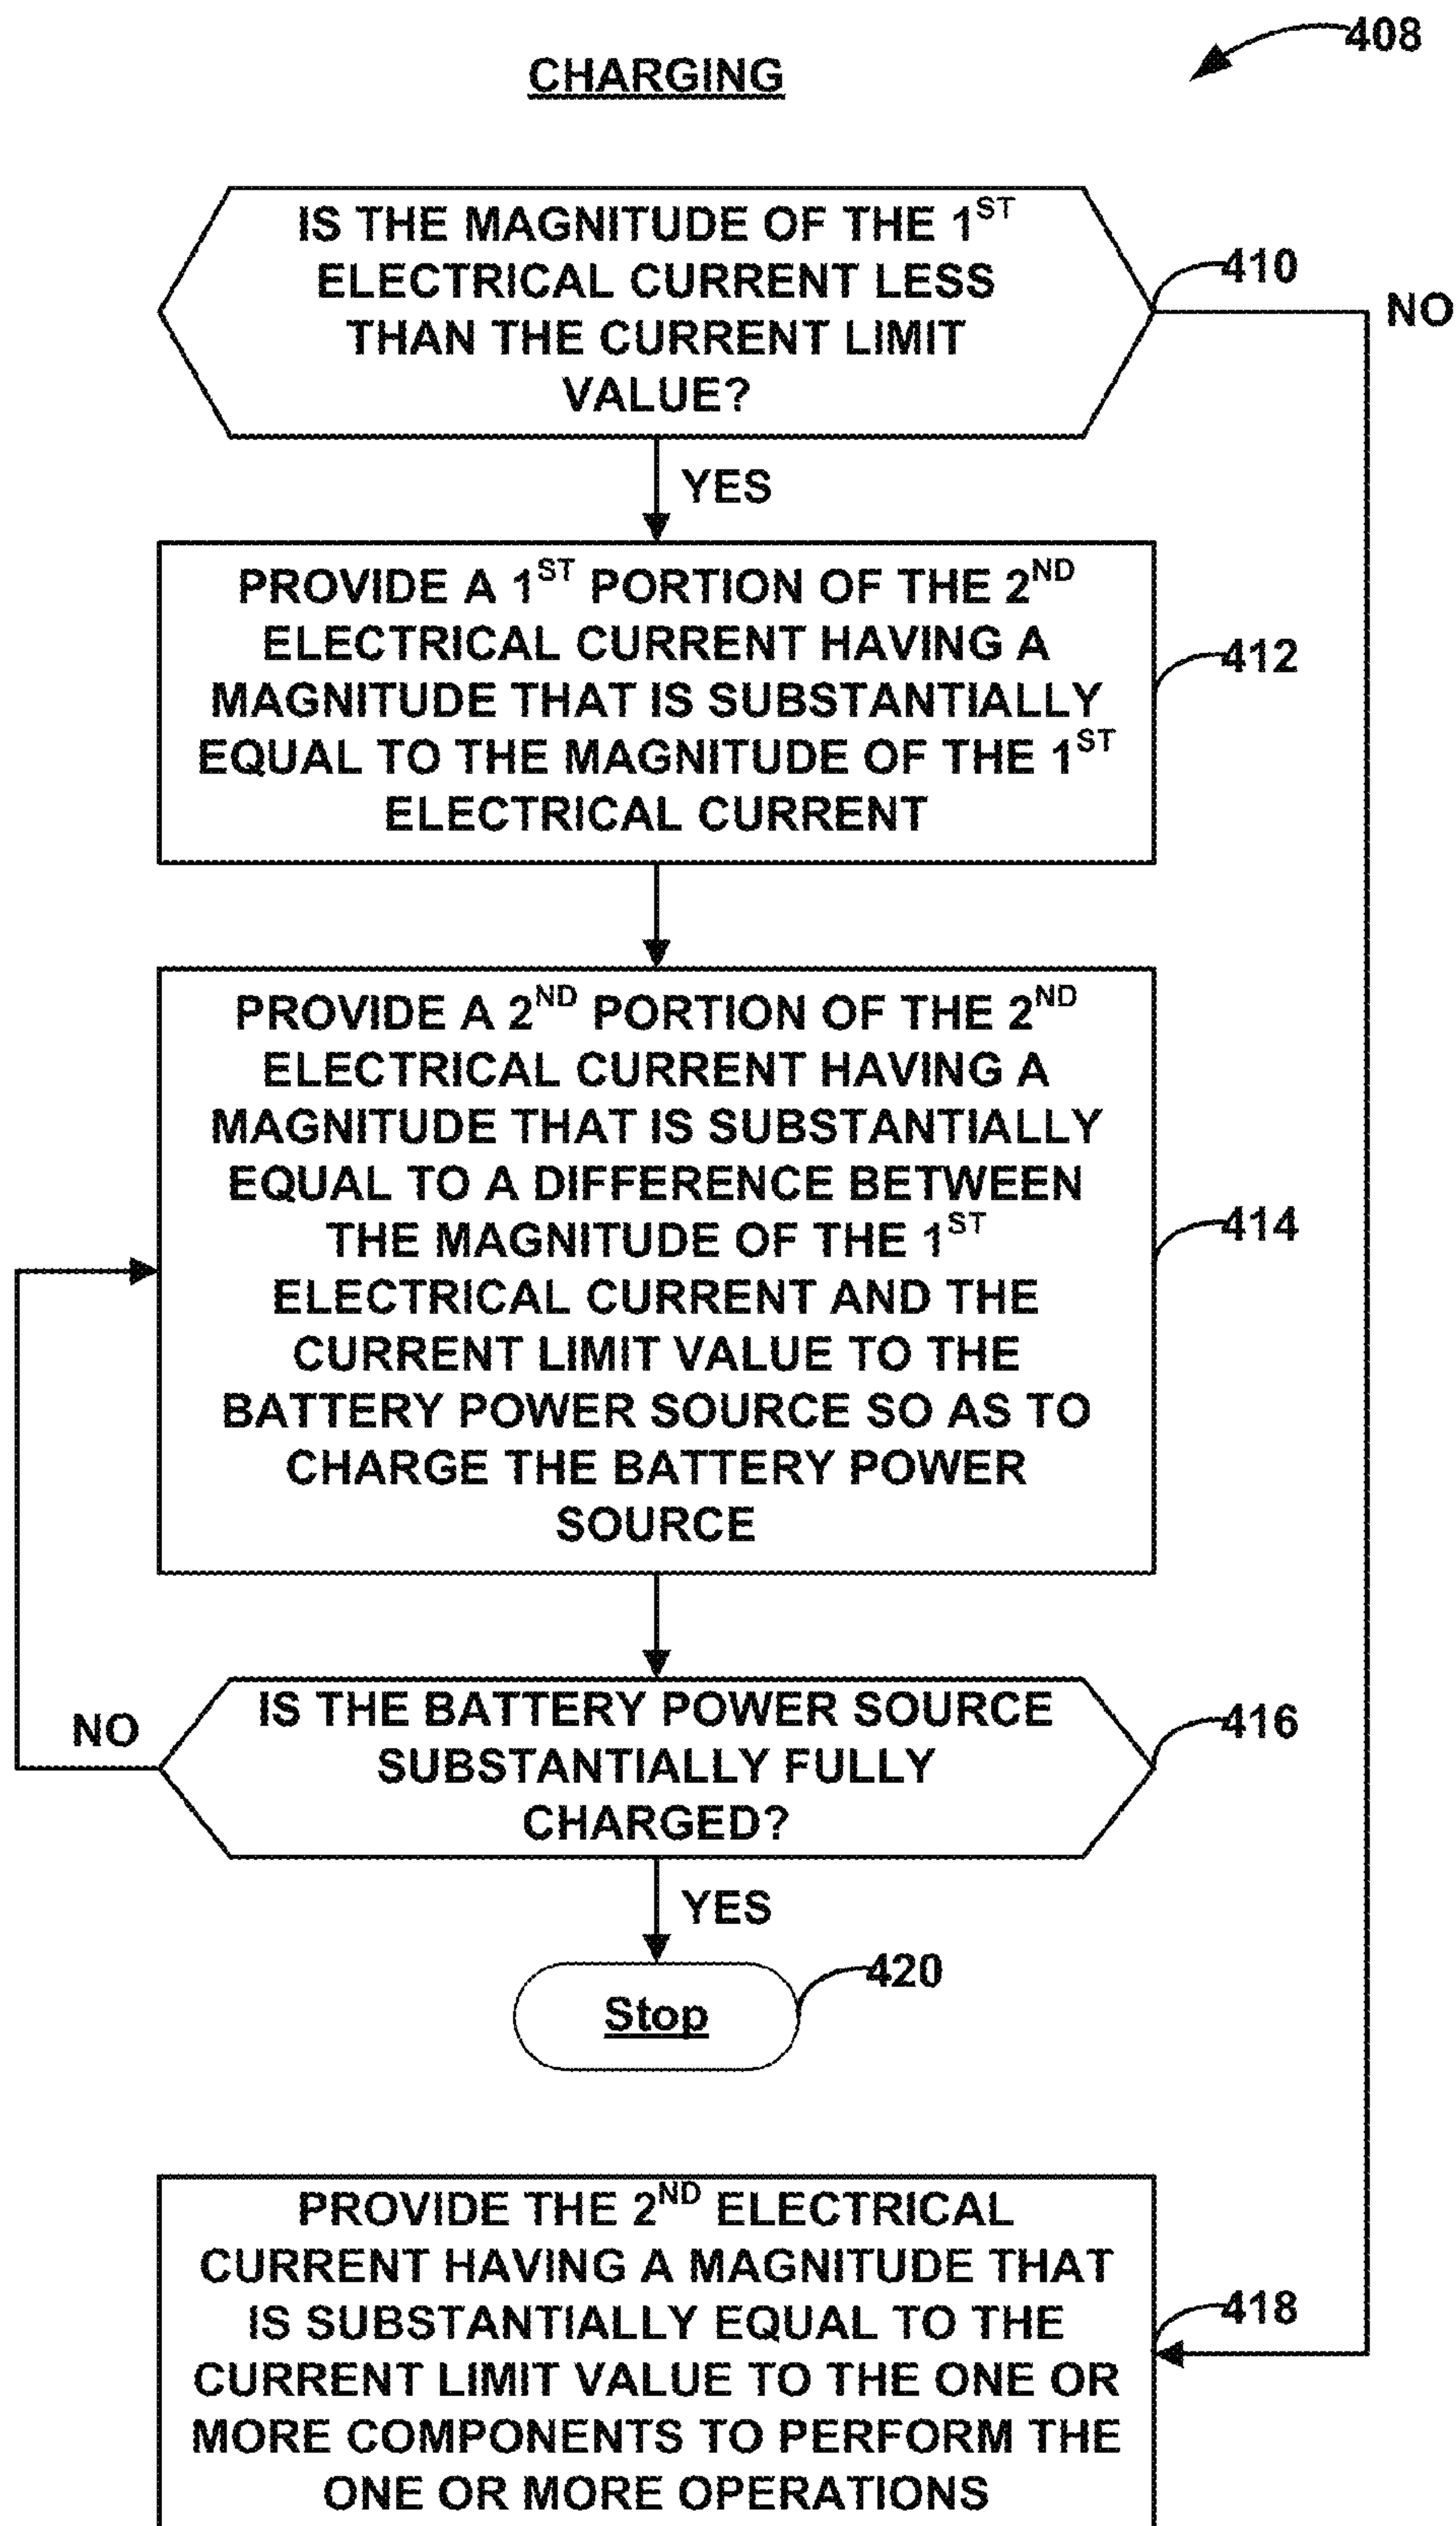 408
CHARGING
IS THE MAGNITUDE OF THE 1ST
ELECTRICAL CURRENT LESS
THAN THE CURRENT LIMIT
VALUE?
410
NO
YES
PROVIDE A 1ST PORTION OF THE 2ND
ELECTRICAL CURRENT HAVING A
MAGNITUDE THAT IS SUBSTANTIALLY
EQUAL TO THE MAGNITUDE OF THE 1ST
ELECTRICAL CURRENT
412
PROVIDE A 2ND PORTION OF THE 2ND
ELECTRICAL CURRENT HAVING A
MAGNITUDE THAT IS SUBSTANTIALLY
EQUAL TO A DIFFERENCE BETWEEN
THE MAGNITUDE OF THE 1ST
ELECTRICAL CURRENT AND THE
CURRENT LIMIT VALUE TO THE
BATTERY POWER SOURCE SO AS TO
CHARGE THE BATTERY POWER
SOURCE
414
IS THE BATTERY POWER SOURCE
SUBSTANTIALLY FULLY
CHARGED?
416
NO
YES
Stop
420
PROVIDE THE 2ND ELECTRICAL
CURRENT HAVING A MAGNITUDE THAT
IS SUBSTANTIALLY EQUAL TO THE
CURRENT LIMIT VALUE TO THE ONE OR
MORE COMPONENTS TO PERFORM THE
ONE OR MORE OPERATIONS
418